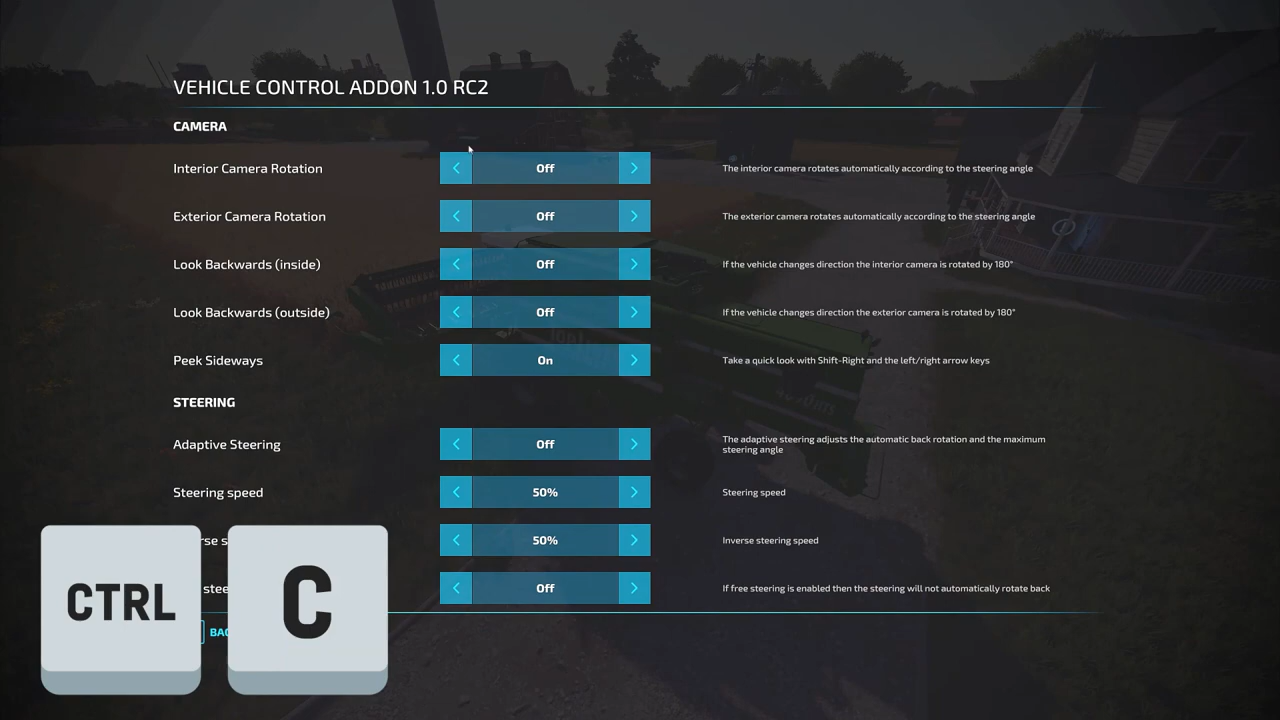 VEHICLE CONTROL ADDON 1.0 RC2
CAMERA
Interior Camera Rotation Off The interior camera rotates automatically according to the steering angle
Exterior Camera Rotation Off The exterior camera rotates automatically according to the steering angle
Look Backwards (inside) Off If the vehicle changes direction the interior camera is rotated by 180°
Look Backwards (outside) Off If the vehicle changes direction the exterior camera is rotated by 180°
Peek Sideways On Take a quick look with Shift-Right and the left/right arrow keys
STEERING
Adaptive Steering Off The adaptive steering adjusts the automatic back rotation and the maximum
steering angle
Steering speed 50% Steering speed
50% Inverse steering speed
Off If free steering is enabled then the steering will not automatically rotate back
CTRL C